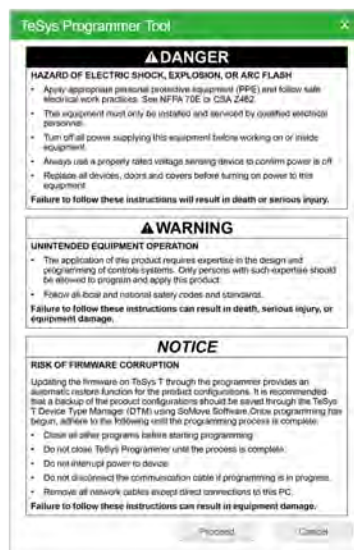 TeSys Programmer Tool x
DANGER
HAZARD OF ELECTRIC SHOCK, EXPLOSION, OR ARC FLASH
• Apply appropriate personal protective equipment (PPE) and follow safe
electrical work practices. See NFPA 70E or CSA Z462.
• This equipment must only be installed and serviced by qualified electrical
personnel.
• Turn off all power supplying this equipment before working on or inside
equipment.
• Always use a properly rated voltage sensing device to confirm power is off.
• Replace all devices, doors and covers before turning on power to this
equipment.
Failure to follow these instructions will result in death or serious injury.
WARNING
UNINTENDED EQUIPMENT OPERATION
• The application of this product requires expertise in the design and
programming of controls systems. Only persons with such expertise should
be allowed to program and apply this product.
• Follow all local and national safety codes and standards.
Failure to follow these instructions can result in death, serious injury, or
equipment damage.
NOTICE
RISK OF FIRMWARE CORRUPTION
Updating the firmware on TeSys T through the programmer provides an
automatic restore function for the product configurations. It is recommended
that a backup of the product configurations should be saved through the TeSys
T Device Type Manager (DTM) using SoMove Software.Once programming has
begun, adhere to the following until the programming process is complete.
• Close all other programs before starting programming.
• Do not close TeSys Programmer until the process is complete.
• Do not interrupt power to device.
• Do not disconnect the communication cable if programming is in progress.
• Remove all network cables except direct connections to this PC.
Failure to follow these instructions can result in equipment damage.
Proceed Cancel